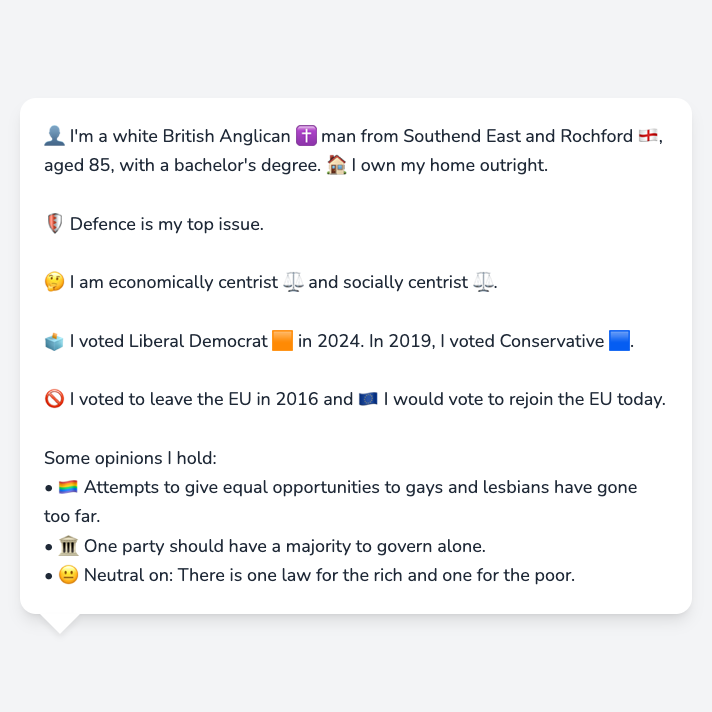 👤 I'm a white British Anglican ✝️ man from Southend East and Rochford 🏴󠁧󠁢󠁥󠁮󠁧󠁿,
aged 85, with a bachelor's degree. 🏠 I own my home outright.
🛡️ Defence is my top issue.
🤔 I am economically centrist ⚖️ and socially centrist ⚖️.
🗳️ I voted Liberal Democrat 🟧 in 2024. In 2019, I voted Conservative 🟦.
🚫 I voted to leave the EU in 2016 and 🇪🇺 I would vote to rejoin the EU today.
Some opinions I hold:
• 🏳️‍🌈 Attempts to give equal opportunities to gays and lesbians have gone
too far.
• 🏛️ One party should have a majority to govern alone.
• 😐 Neutral on: There is one law for the rich and one for the poor.